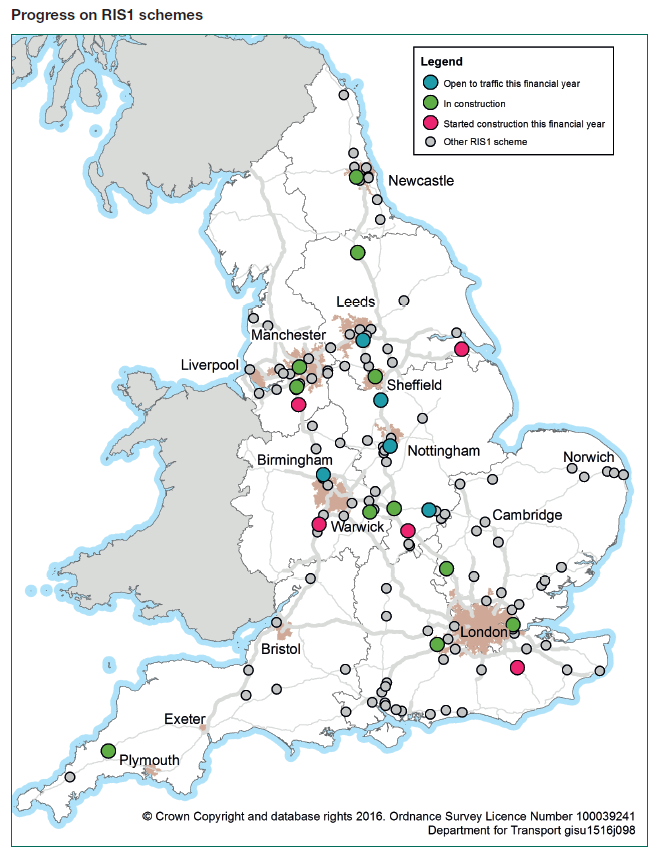 Progress on RIS1 schemes
Legend
Open to traffic this financial year
In construction
Started construction this financial year
Other RIS1 scheme
Newcastle
Leeds
Manchester
Liverpool
Sheffield
Nottingham
Birmingham
Norwich
Cambridge
Warwick
London
Bristol
Exeter
Plymouth
© Crown Copyright and database rights 2016. Ordnance Survey Licence Number 100039241
Department for Transport gisu1516j098